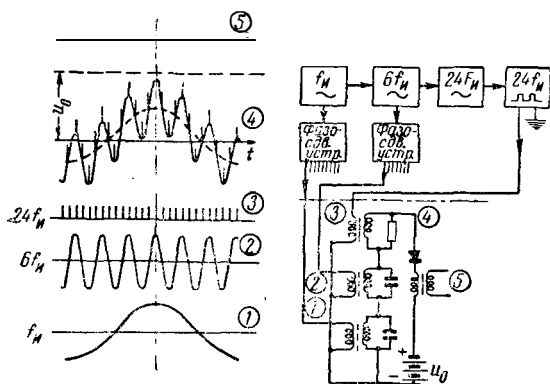 ⑤
u₀
④
t
③
24fи
②
6fи
①
fи
fи
∼
6fи
∼
24Fи
∼
24fи
Фазо-
сдв.
устр.
Фазо-
сдв.
устр.
③
④
②
①
⑤
+
−
u₀